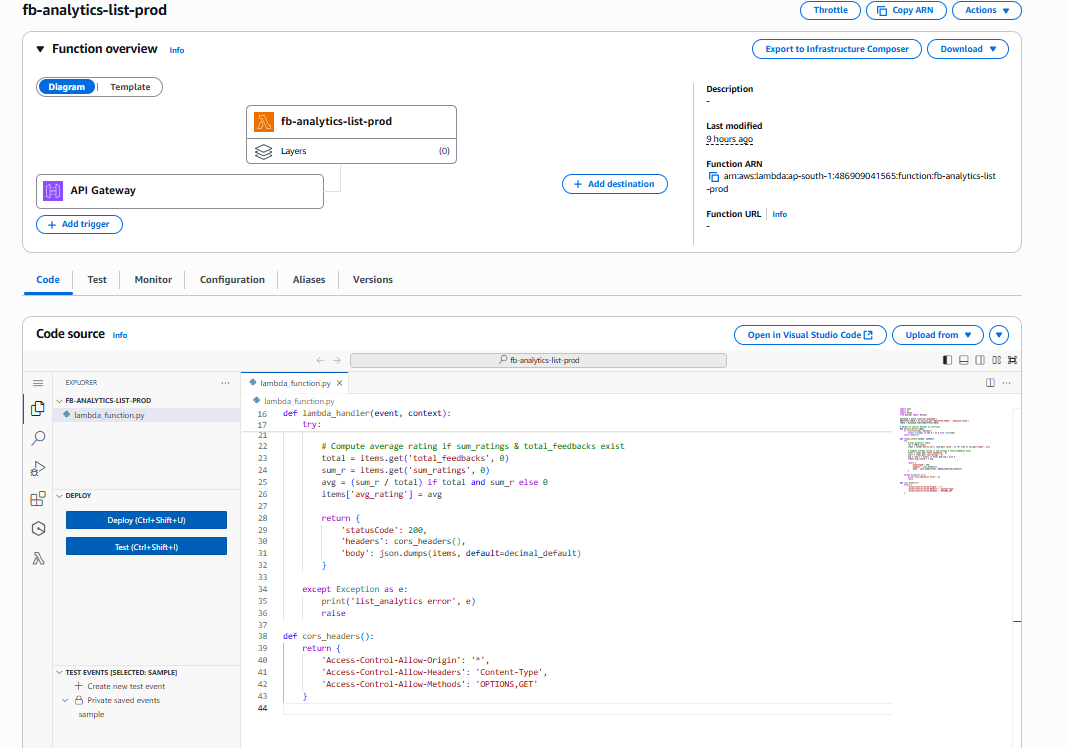 fb-analytics-list-prod
Throttle
Copy ARN
Actions
Function overview Info
Export to Infrastructure Composer
Download
Diagram
Template
fb-analytics-list-prod
Layers (0)
API Gateway
Add trigger
Add destination
Description
-
Last modified
9 hours ago
Function ARN
arn:aws:lambda:ap-south-1:486909041565:function:fb-analytics-list
-prod
Function URL Info
-
Code Test Monitor Configuration Aliases Versions
Code source Info
Open in Visual Studio Code
Upload from
fb-analytics-list-prod
EXPLORER
FB-ANALYTICS-LIST-PROD
lambda_function.py
DEPLOY
Deploy (Ctrl+Shift+U)
Test (Ctrl+Shift+I)
TEST EVENTS [SELECTED: SAMPLE]
Create new test event
Private saved events
sample
lambda_function.py
lambda_function.py
16 def lambda_handler(event, context):
17 try:
21
22 # Compute average rating if sum_ratings & total_feedbacks exist
23 total = items.get('total_feedbacks', 0)
24 sum_r = items.get('sum_ratings', 0)
25 avg = (sum_r / total) if total and sum_r else 0
26 items['avg_rating'] = avg
27
28 return {
29 'statusCode': 200,
30 'headers': cors_headers(),
31 'body': json.dumps(items, default=decimal_default)
32 }
33
34 except Exception as e:
35 print('list_analytics error', e)
36 raise
37
38 def cors_headers():
39 return {
40 'Access-Control-Allow-Origin': '*',
41 'Access-Control-Allow-Headers': 'Content-Type',
42 'Access-Control-Allow-Methods': 'OPTIONS,GET'
43 }
44